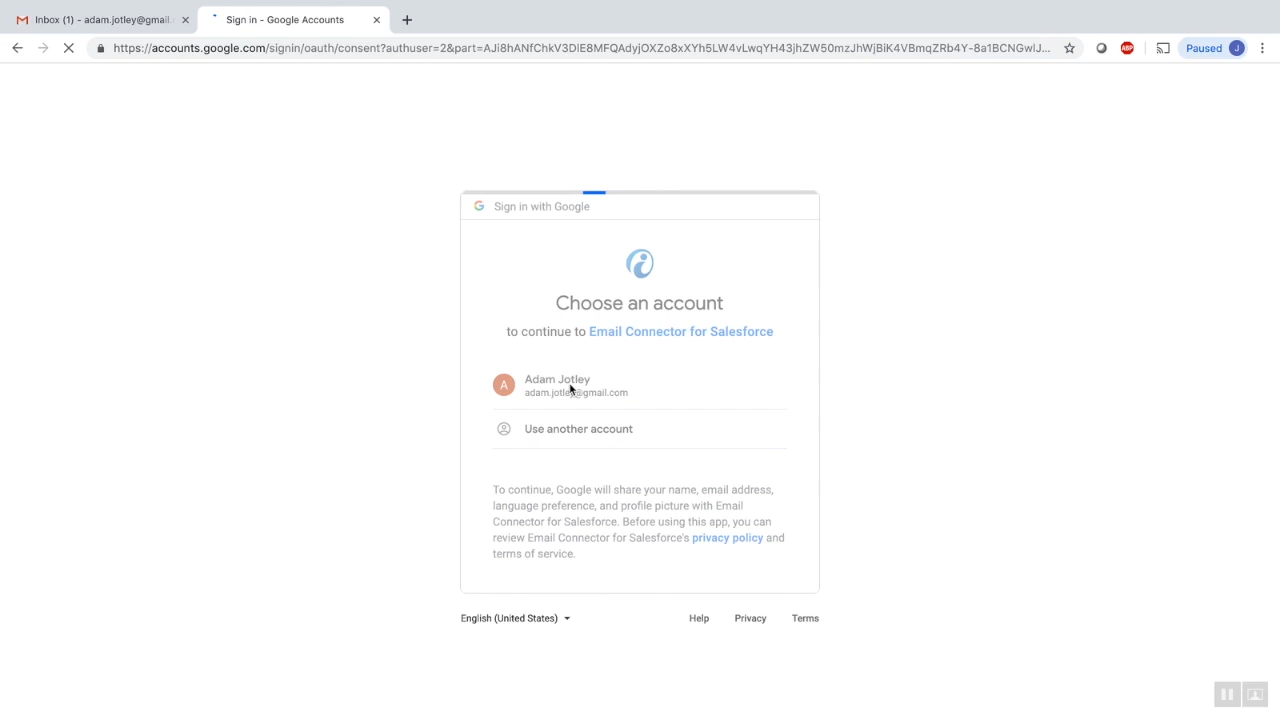 Inbox (1) - adam.jotley@gmail.
Sign in - Google Accounts
https://accounts.google.com/signin/oauth/consent?authuser=2&part=AJi8hANfChkV3DlE8MFQAdyjOXZo8xXYh5LW4vLwqYH43jhZW50mzJhWjBiK4VBmqZRb4Y-8a1BCNGwlJ...
ABP
Paused
J
Sign in with Google
Choose an account
to continue to Email Connector for Salesforce
A
Adam Jotley
adam.jotley@gmail.com
Use another account
To continue, Google will share your name, email address,
language preference, and profile picture with Email
Connector for Salesforce. Before using this app, you can
review Email Connector for Salesforce's privacy policy and
terms of service.
English (United States)
Help
Privacy
Terms